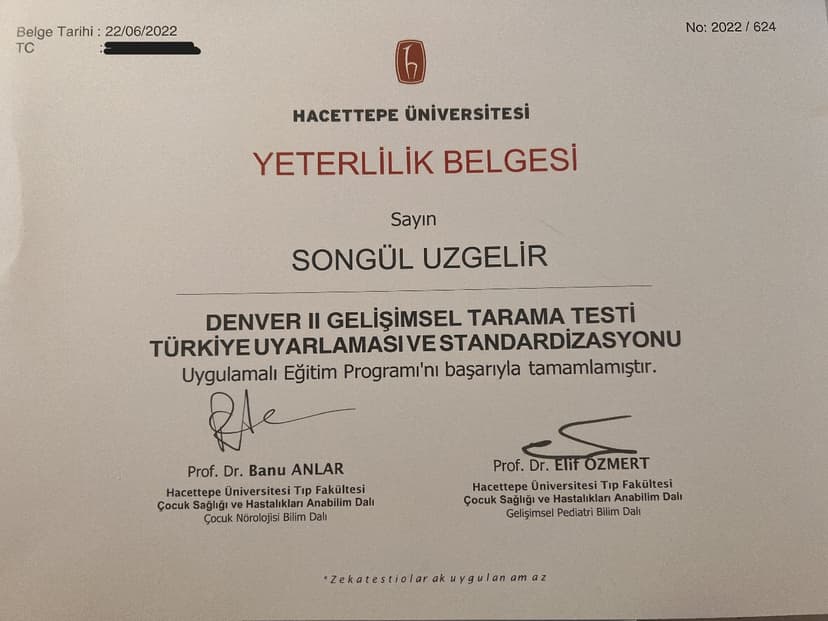 Belge Tarihi : 22/06/2022
No: 2022 / 624
TC :
HACETTEPE ÜNİVERSİTESİ
YETERLİLİK BELGESİ
Sayın
SONGÜL UZGELİR
DENVER II GELİŞİMSEL TARAMA TESTİ
TÜRKİYE UYARLAMASI VE STANDARDİZASYONU
Uygulamalı Eğitim Programı'nı başarıyla tamamlamıştır.
Prof. Dr. Banu ANLAR
Hacettepe Üniversitesi Tıp Fakültesi
Çocuk Sağlığı ve Hastalıkları Anabilim Dalı
Çocuk Nörolojisi Bilim Dalı
Prof. Dr. Elif ÖZMERT
Hacettepe Üniversitesi Tıp Fakültesi
Çocuk Sağlığı ve Hastalıkları Anabilim Dalı
Gelişimsel Pediatri Bilim Dalı
*Zeka testi olarak uygulanamaz